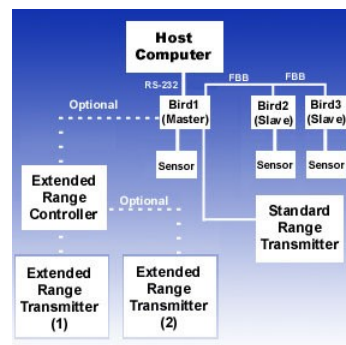 Host
Computer
RS-232
FBB
FBB
Optional
Bird1
(Master)
Bird2
(Slave)
Bird3
(Slave)
Sensor
Sensor
Sensor
Extended
Range
Controller
Optional
Standard
Range
Transmitter
Extended
Range
Transmitter
(1)
Extended
Range
Transmitter
(2)